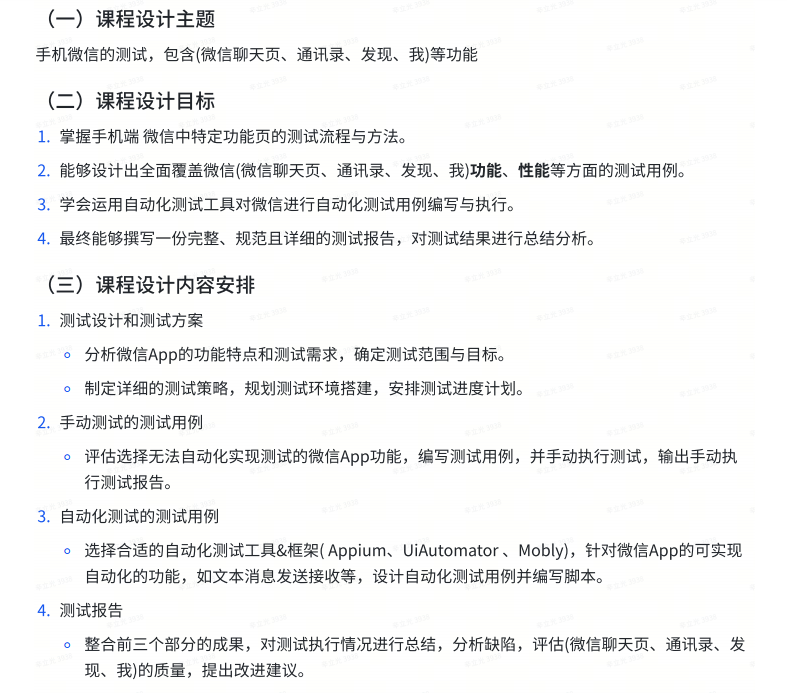 （一）课程设计主题
手机微信的测试，包含(微信聊天页、通讯录、发现、我)等功能
（二）课程设计目标
1. 掌握手机端 微信中特定功能页的测试流程与方法。
2. 能够设计出全面覆盖微信(微信聊天页、通讯录、发现、我)功能、性能等方面的测试用例。
3. 学会运用自动化测试工具对微信进行自动化测试用例编写与执行。
4. 最终能够撰写一份完整、规范且详细的测试报告，对测试结果进行总结分析。
（三）课程设计内容安排
1. 测试设计和测试方案
◦ 分析微信App的功能特点和测试需求，确定测试范围与目标。
◦ 制定详细的测试策略，规划测试环境搭建，安排测试进度计划。
2. 手动测试的测试用例
◦ 评估选择无法自动化实现测试的微信App功能，编写测试用例，并手动执行测试，输出手动执
行测试报告。
3. 自动化测试的测试用例
◦ 选择合适的自动化测试工具&框架( Appium、UiAutomator 、Mobly)，针对微信App的可实现
自动化的功能，如文本消息发送接收等，设计自动化测试用例并编写脚本。
4. 测试报告
◦ 整合前三个部分的成果，对测试执行情况进行总结，分析缺陷，评估(微信聊天页、通讯录、发
现、我)的质量，提出改进建议。